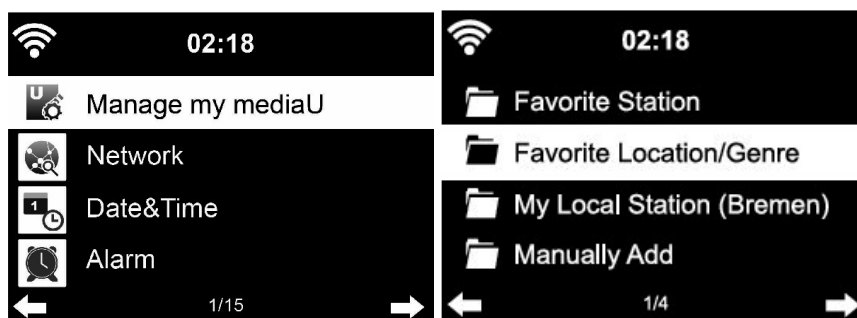 02:18
U
Manage my mediaU
Network
1
Date&Time
Alarm
1/15
02:18
Favorite Station
Favorite Location/Genre
My Local Station (Bremen)
Manually Add
1/4